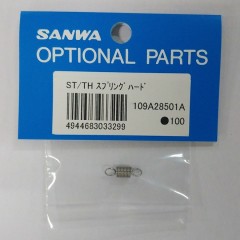 SANWA
OPTIONAL PARTS
ST/TH ｽﾌﾟﾘﾝｸﾞﾊｰﾄﾞ
109A28501A
●100
4944683033299